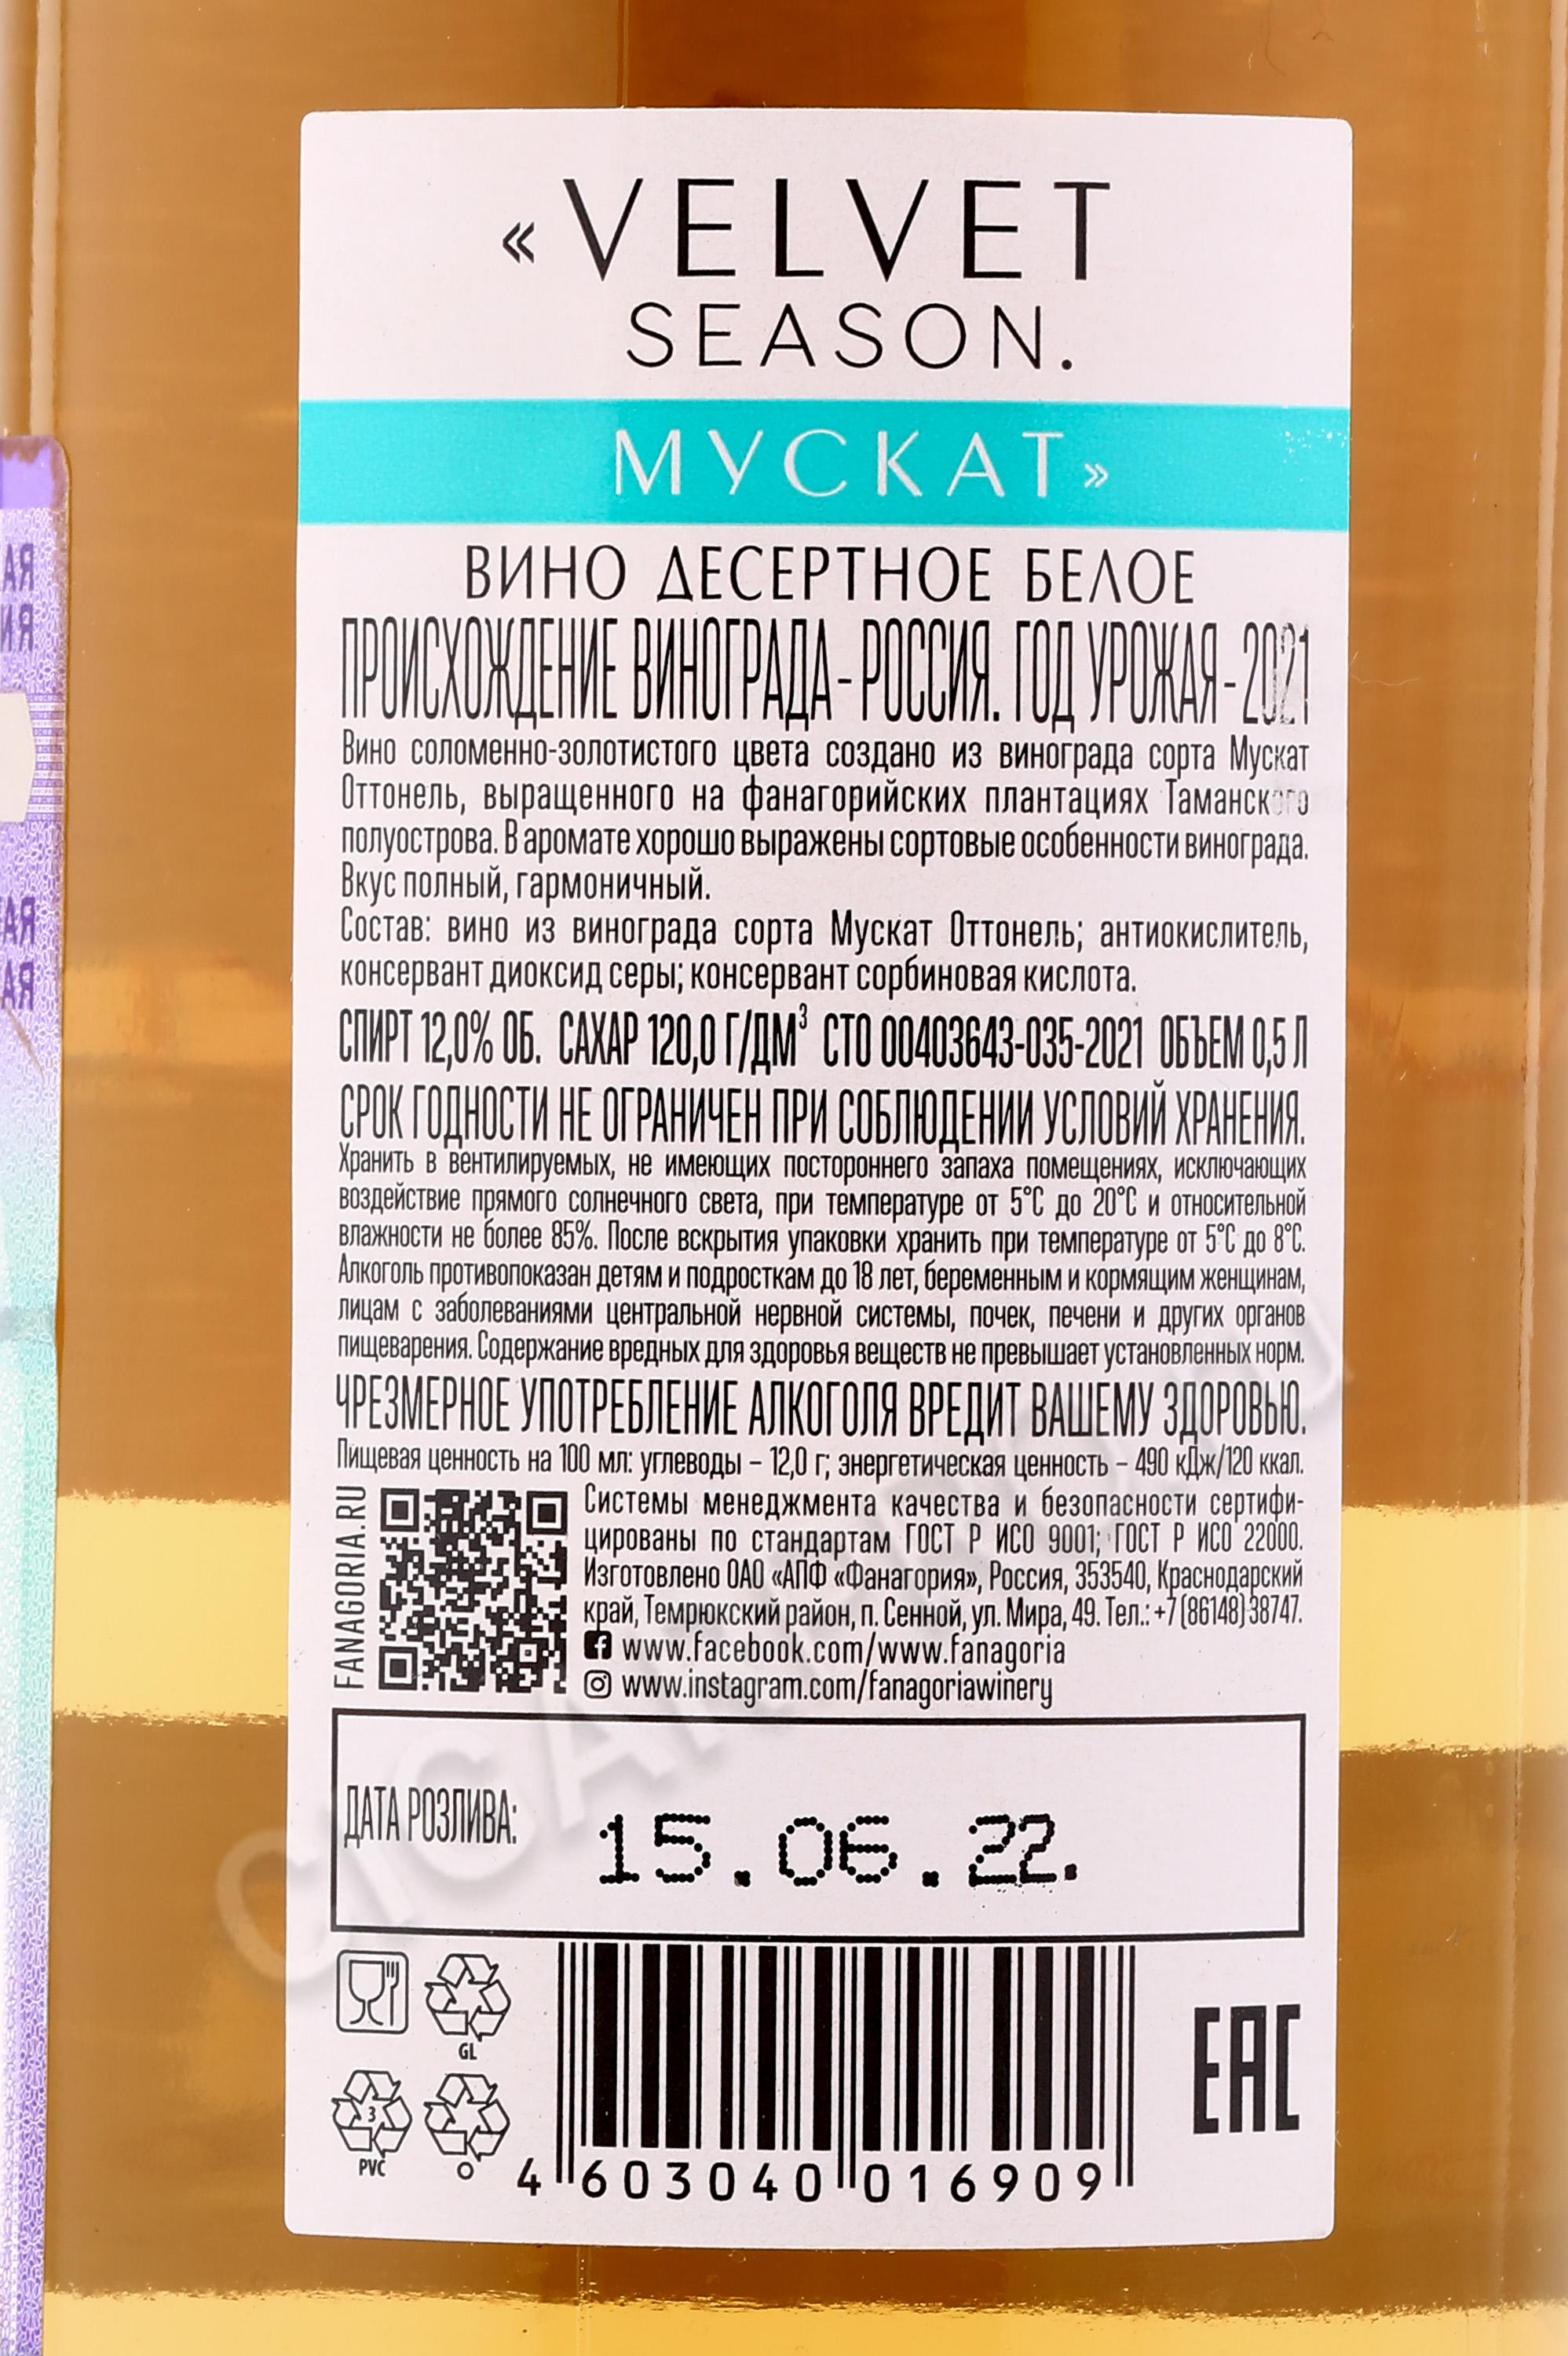 «VELVET
SEASON.
МУСКАТ»
ВИНО ДЕСЕРТНОЕ БЕЛОЕ
ПРОИСХОЖДЕНИЕ ВИНОГРАДА - РОССИЯ. ГОД УРОЖАЯ - 2021
Вино соломенно-золотистого цвета создано из винограда сорта Мускат
Оттонель, выращенного на фанагорийских плантациях Таманского
полуострова. В аромате хорошо выражены сортовые особенности винограда.
Вкус полный, гармоничный.
Состав: вино из винограда сорта Мускат Оттонель; антиокислитель,
консервант диоксид серы; консервант сорбиновая кислота.
СПИРТ 12,0% ОБ. САХАР 120,0 Г/ДМ³ СТО 00403643-035-2021 ОБЪЕМ 0,5 Л
СРОК ГОДНОСТИ НЕ ОГРАНИЧЕН ПРИ СОБЛЮДЕНИИ УСЛОВИЙ ХРАНЕНИЯ.
Хранить в вентилируемых, не имеющих постороннего запаха помещениях, исключающих
воздействие прямого солнечного света, при температуре от 5°С до 20°С и относительной
влажности не более 85%. После вскрытия упаковки хранить при температуре от 5°С до 8°С.
Алкоголь противопоказан детям и подросткам до 18 лет, беременным и кормящим женщинам,
лицам с заболеваниями центральной нервной системы, почек, печени и других органов
пищеварения. Содержание вредных для здоровья веществ не превышает установленных норм.
ЧРЕЗМЕРНОЕ УПОТРЕБЛЕНИЕ АЛКОГОЛЯ ВРЕДИТ ВАШЕМУ ЗДОРОВЬЮ.
Пищевая ценность на 100 мл: углеводы – 12,0 г; энергетическая ценность – 490 кДж/120 ккал.
FANAGORIA.RU
Системы менеджмента качества и безопасности сертифи-
цированы по стандартам ГОСТ Р ИСО 9001; ГОСТ Р ИСО 22000.
Изготовлено ОАО «АПФ «Фанагория», Россия, 353540, Краснодарский
край, Темрюкский район, п. Сенной, ул. Мира, 49. Тел.: +7(86148)38747.
www.facebook.com/www.fanagoria
www.instagram.com/fanagoriawinery
ДАТА РОЗЛИВА: 15.06.22.
GL
3
PVC
4 603040 016909
EAC